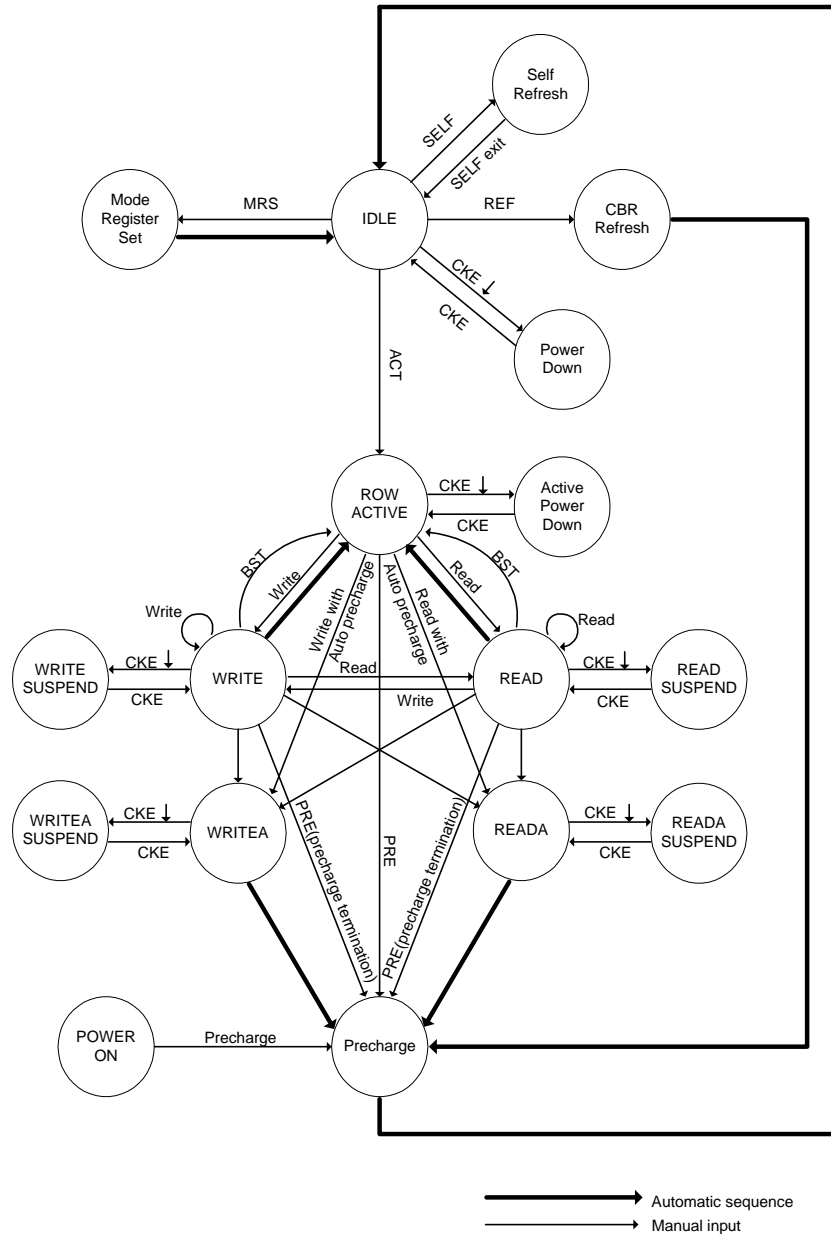 Self
Refresh
SELF
SELF exit
Mode
Register
Set
MRS
IDLE
REF
CBR
Refresh
CKE
CKE
Power
Down
ACT
ROW
ACTIVE
CKE
CKE
Active
Power
Down
BST
Write
Write with
Auto precharge
Read with
Auto precharge
Read
BST
Write
Read
WRITE
SUSPEND
CKE
CKE
WRITE
Read
Write
READ
CKE
CKE
READ
SUSPEND
WRITEA
SUSPEND
CKE
CKE
WRITEA
PRE(precharge termination)
PRE
PRE(precharge termination)
READA
CKE
CKE
READA
SUSPEND
POWER
ON
Precharge
Precharge
Automatic sequence
Manual input